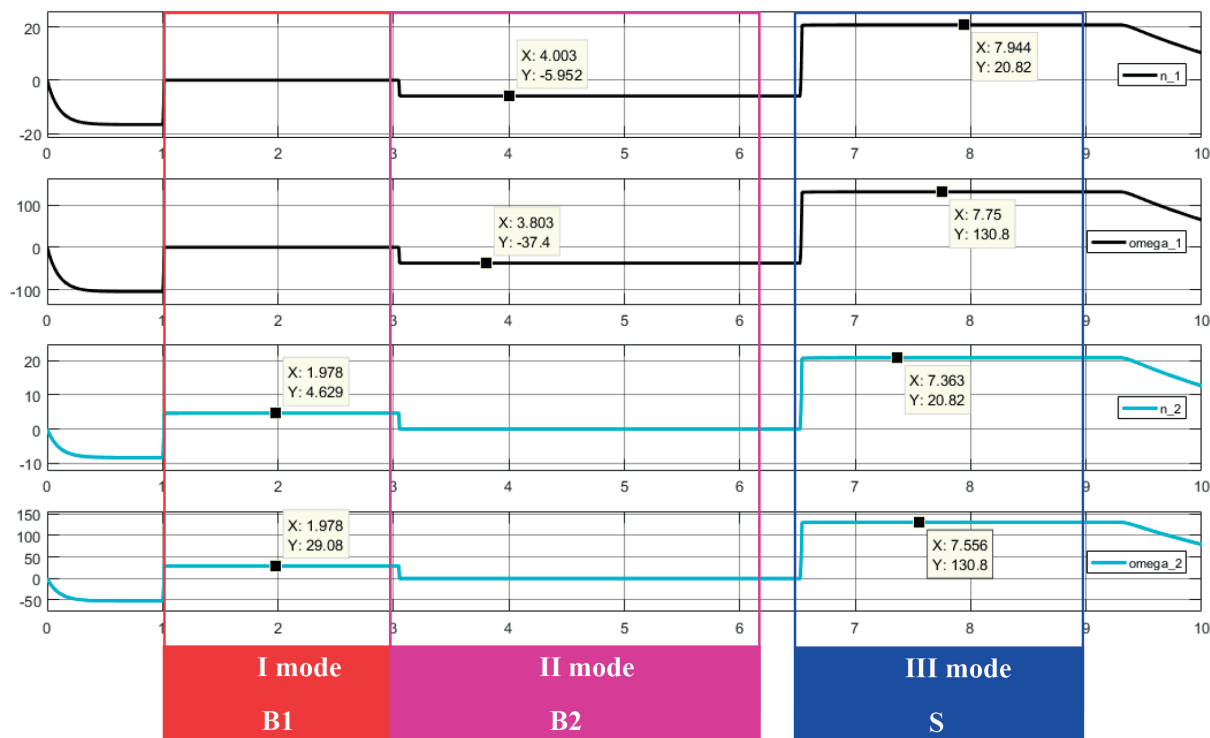 20
0
-20
X: 4.003
Y: -5.952
X: 7.944
Y: 20.82
n_1
0 1 2 3 4 5 6 7 8 9 10
100
0
-100
X: 3.803
Y: -37.4
X: 7.75
Y: 130.8
omega_1
0 1 2 3 4 5 6 7 8 9 10
20
10
0
-10
X: 1.978
Y: 4.629
X: 7.363
Y: 20.82
n_2
0 1 2 3 4 5 6 7 8 9 10
150
100
50
0
-50
X: 1.978
Y: 29.08
X: 7.556
Y: 130.8
omega_2
0 1 2 3 4 5 6 7 8 9 10
I mode
B1
II mode
B2
III mode
S